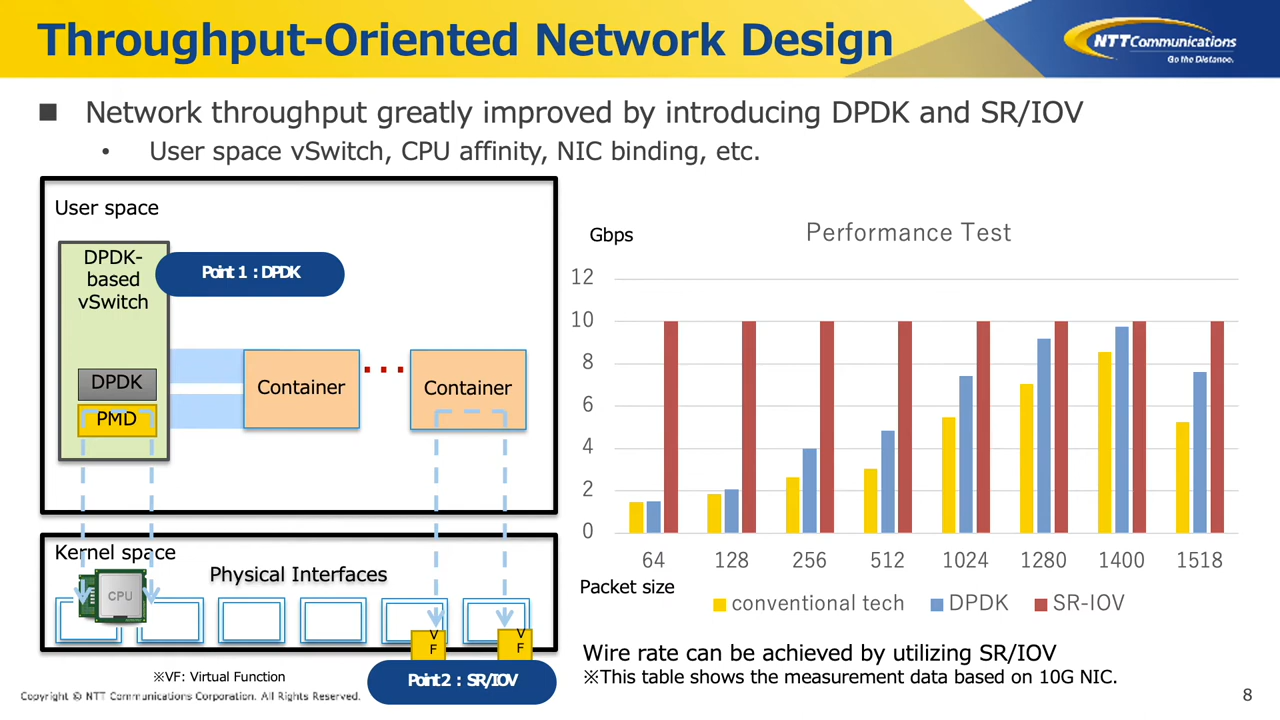 Throughput-Oriented Network Design
NTT Communications
Go the Distance.
■ Network throughput greatly improved by introducing DPDK and SR/IOV
• User space vSwitch, CPU affinity, NIC binding, etc.
User space
DPDK-
based
vSwitch
Point 1 : DPDK
DPDK
PMD
Container
Container
Kernel space
CPU
Physical Interfaces
V
F
V
F
※VF: Virtual Function
Point 2 : SR/IOV
Gbps
Performance Test
12
10
8
6
4
2
0
64 128 256 512 1024 1280 1400 1518
Packet size
conventional tech DPDK SR-IOV
Wire rate can be achieved by utilizing SR/IOV
※This table shows the measurement data based on 10G NIC.
Copyright © NTT Communications Corporation. All Rights Reserved.
8